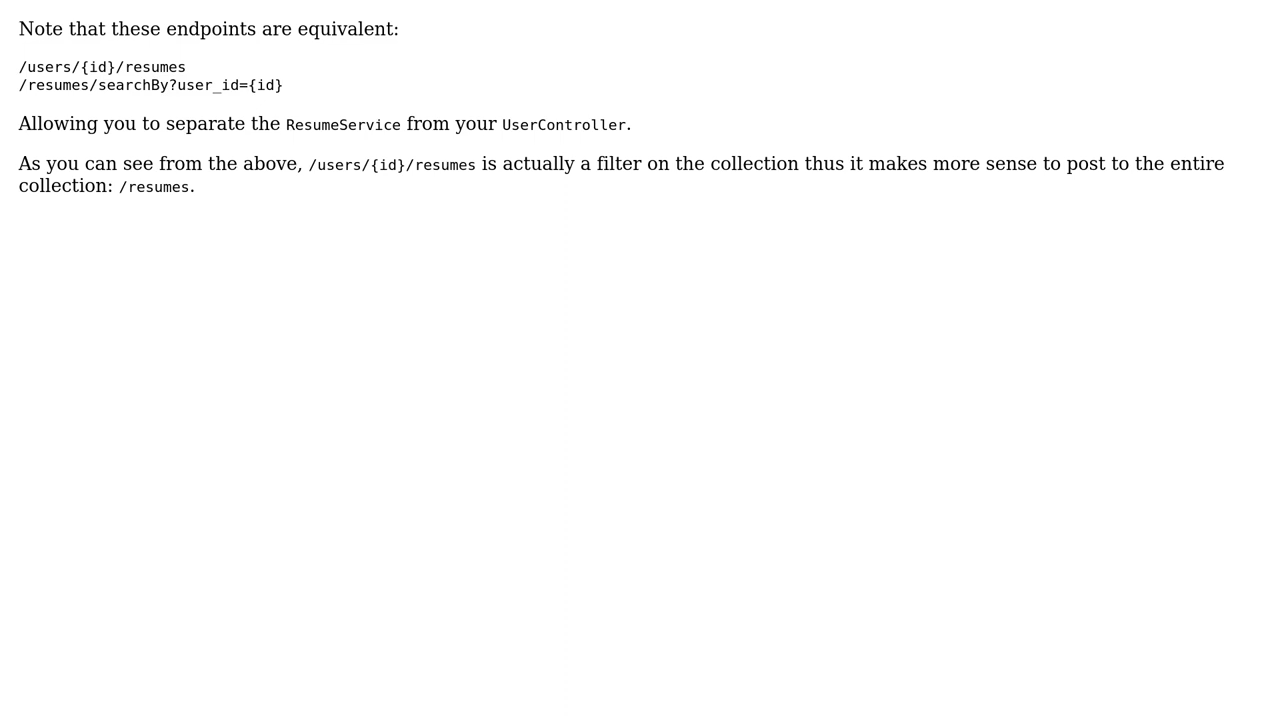 Note that these endpoints are equivalent:
/users/{id}/resumes
/resumes/searchBy?user_id={id}
Allowing you to separate the ResumeService from your UserController.
As you can see from the above, /users/{id}/resumes is actually a filter on the collection thus it makes more sense to post to the entire
collection: /resumes.